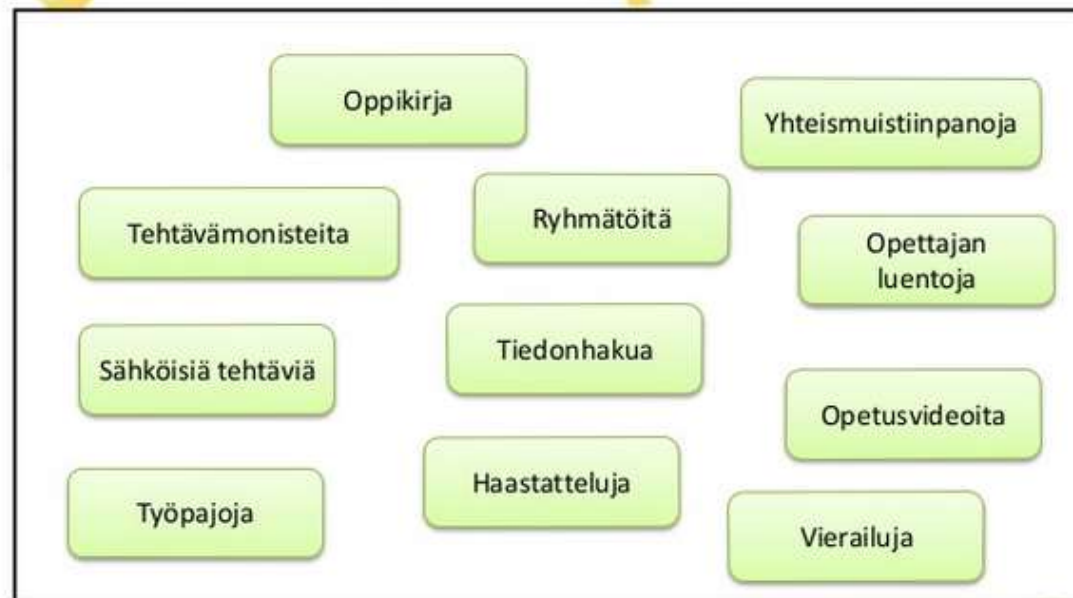 Oppikirja
Yhteismuistiinpanoja
Tehtävämonisteita
Ryhmätöitä
Opettajan
luentoja
Sähköisiä tehtäviä
Tiedonhakua
Opetusvideoita
Työpajoja
Haastatteluja
Vierailuja